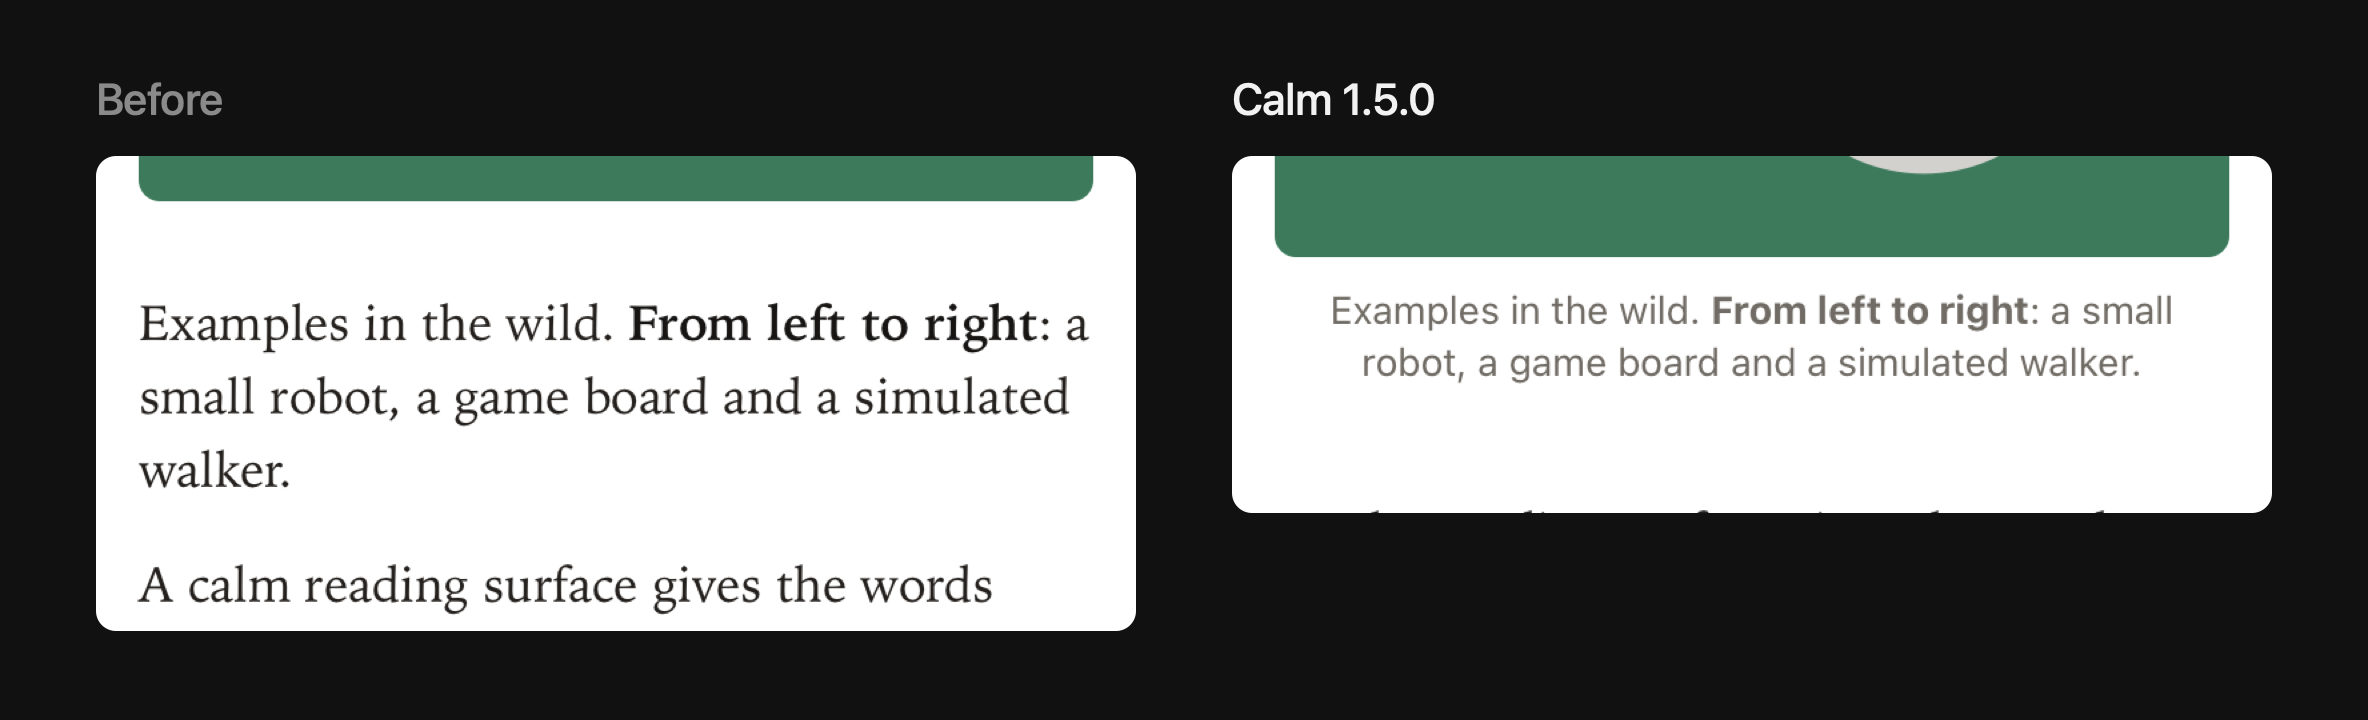 Before
Examples in the wild. From left to right: a
small robot, a game board and a simulated
walker.
A calm reading surface gives the words
Calm 1.5.0
Examples in the wild. From left to right: a small
robot, a game board and a simulated walker.